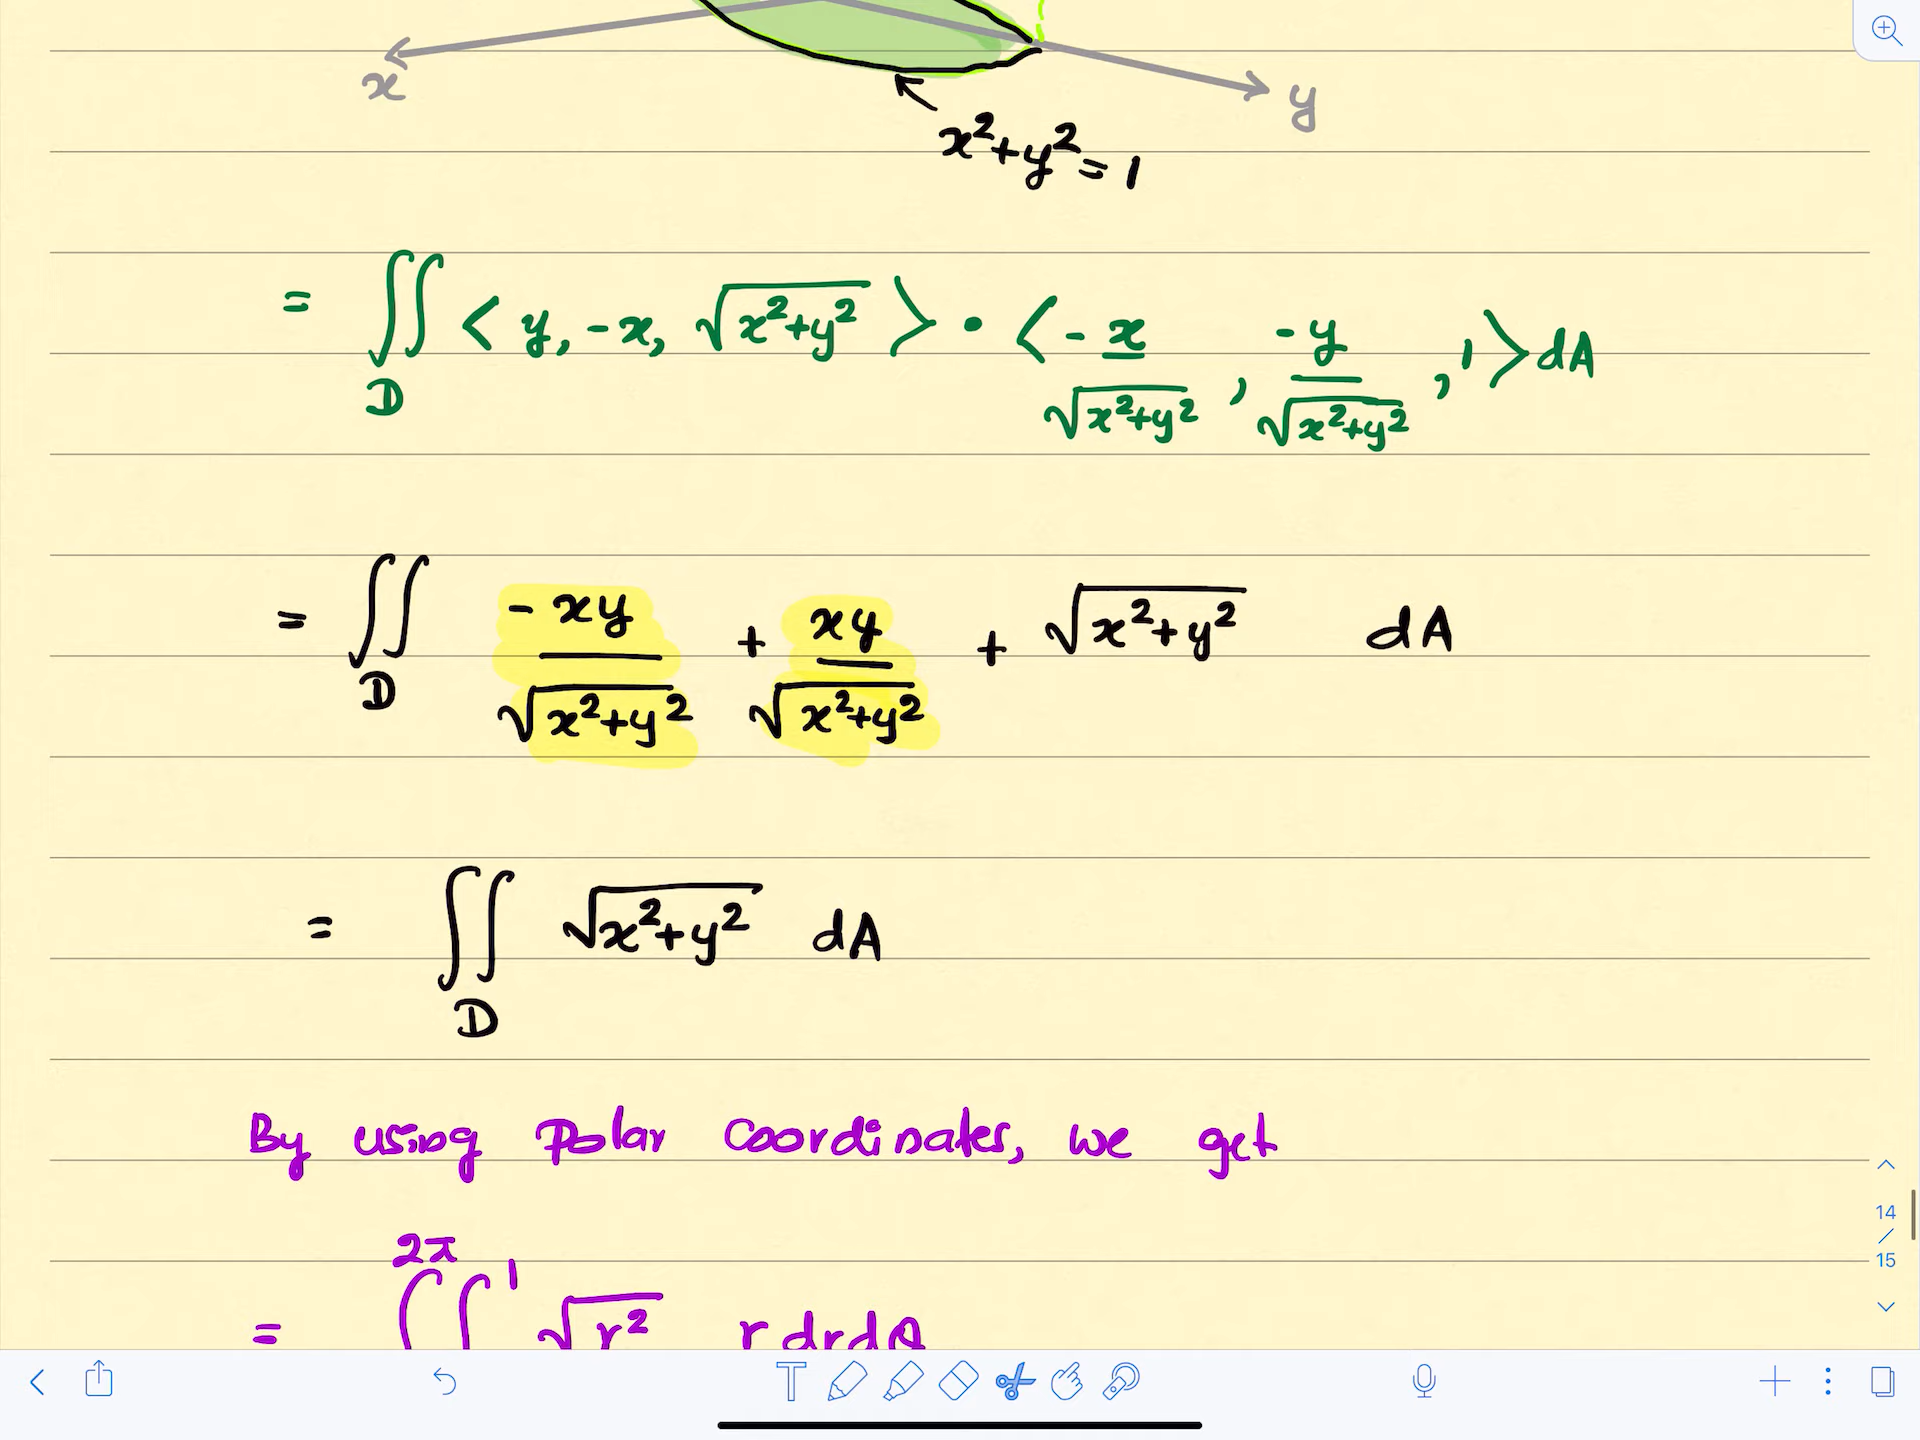 x
y
x²+y²=1
= ∬_D < y, -x, √(x²+y²) > • < -x/√(x²+y²), -y/√(x²+y²), 1 > dA
= ∬_D -xy/√(x²+y²) + xy/√(x²+y²) + √(x²+y²) dA
= ∬_D √(x²+y²) dA
By using Polar Coordinates, we get
= ∫^2π ∫^1 √(r²) r dr dθ
14
/
15